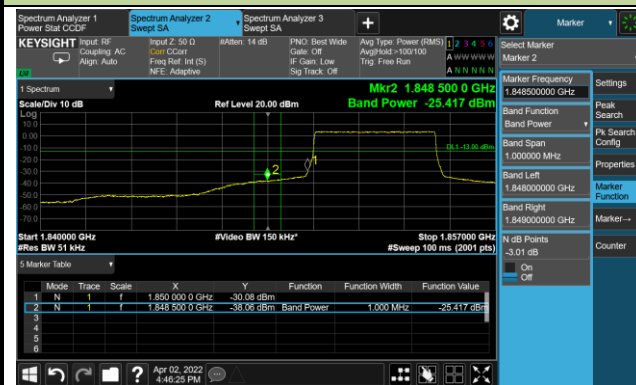 Spectrum Analyzer 1
Power Stat CCDF
Spectrum Analyzer 2
Swept SA
Spectrum Analyzer 3
Swept SA
+
Marker
KEYSIGHT
Input: RF
Coupling: AC
Align: Auto
Input Z: 50 Ω
Corr CCorr
Freq Ref: Int (S)
NFE: Adaptive
#Atten: 14 dB
PNO: Best Wide
Gate: Off
IF Gain: Low
Sig Track: Off
Avg Type: Power (RMS)
Avg|Hold:>100/100
Trig: Free Run
1 2 3 4 5 6
A W W W W W
A N N N N N
LVI
Select Marker
Marker 2
1 Spectrum
Scale/Div 10 dB
Ref Level 20.00 dBm
Mkr2 1.848 500 0 GHz
Band Power -25.417 dBm
Log
10.0
0.00
-10.0
-20.0
-30.0
-40.0
-50.0
-60.0
-70.0
DL1 -13.00 dBm
2
1
Start 1.840000 GHz
#Res BW 51 kHz
#Video BW 150 kHz*
Stop 1.857000 GHz
#Sweep 100 ms (2001 pts)
5 Marker Table
Mode Trace Scale X Y Function Function Width Function Value
1 N 1 f 1.850 000 0 GHz -30.08 dBm
2 N 1 f 1.848 500 0 GHz -38.06 dBm Band Power 1.000 MHz -25.417 dBm
3
4
5
6
Marker Frequency
1.848500000 GHz
Band Function
Band Power
Band Span
1.000000 MHz
Band Left
1.848000000 GHz
Band Right
1.849000000 GHz
N dB Points
-3.01 dB
On
Off
Settings
Peak
Search
Pk Search
Config
Properties
Marker
Function
Marker→
Counter
?
Apr 02, 2022
4:46:25 PM